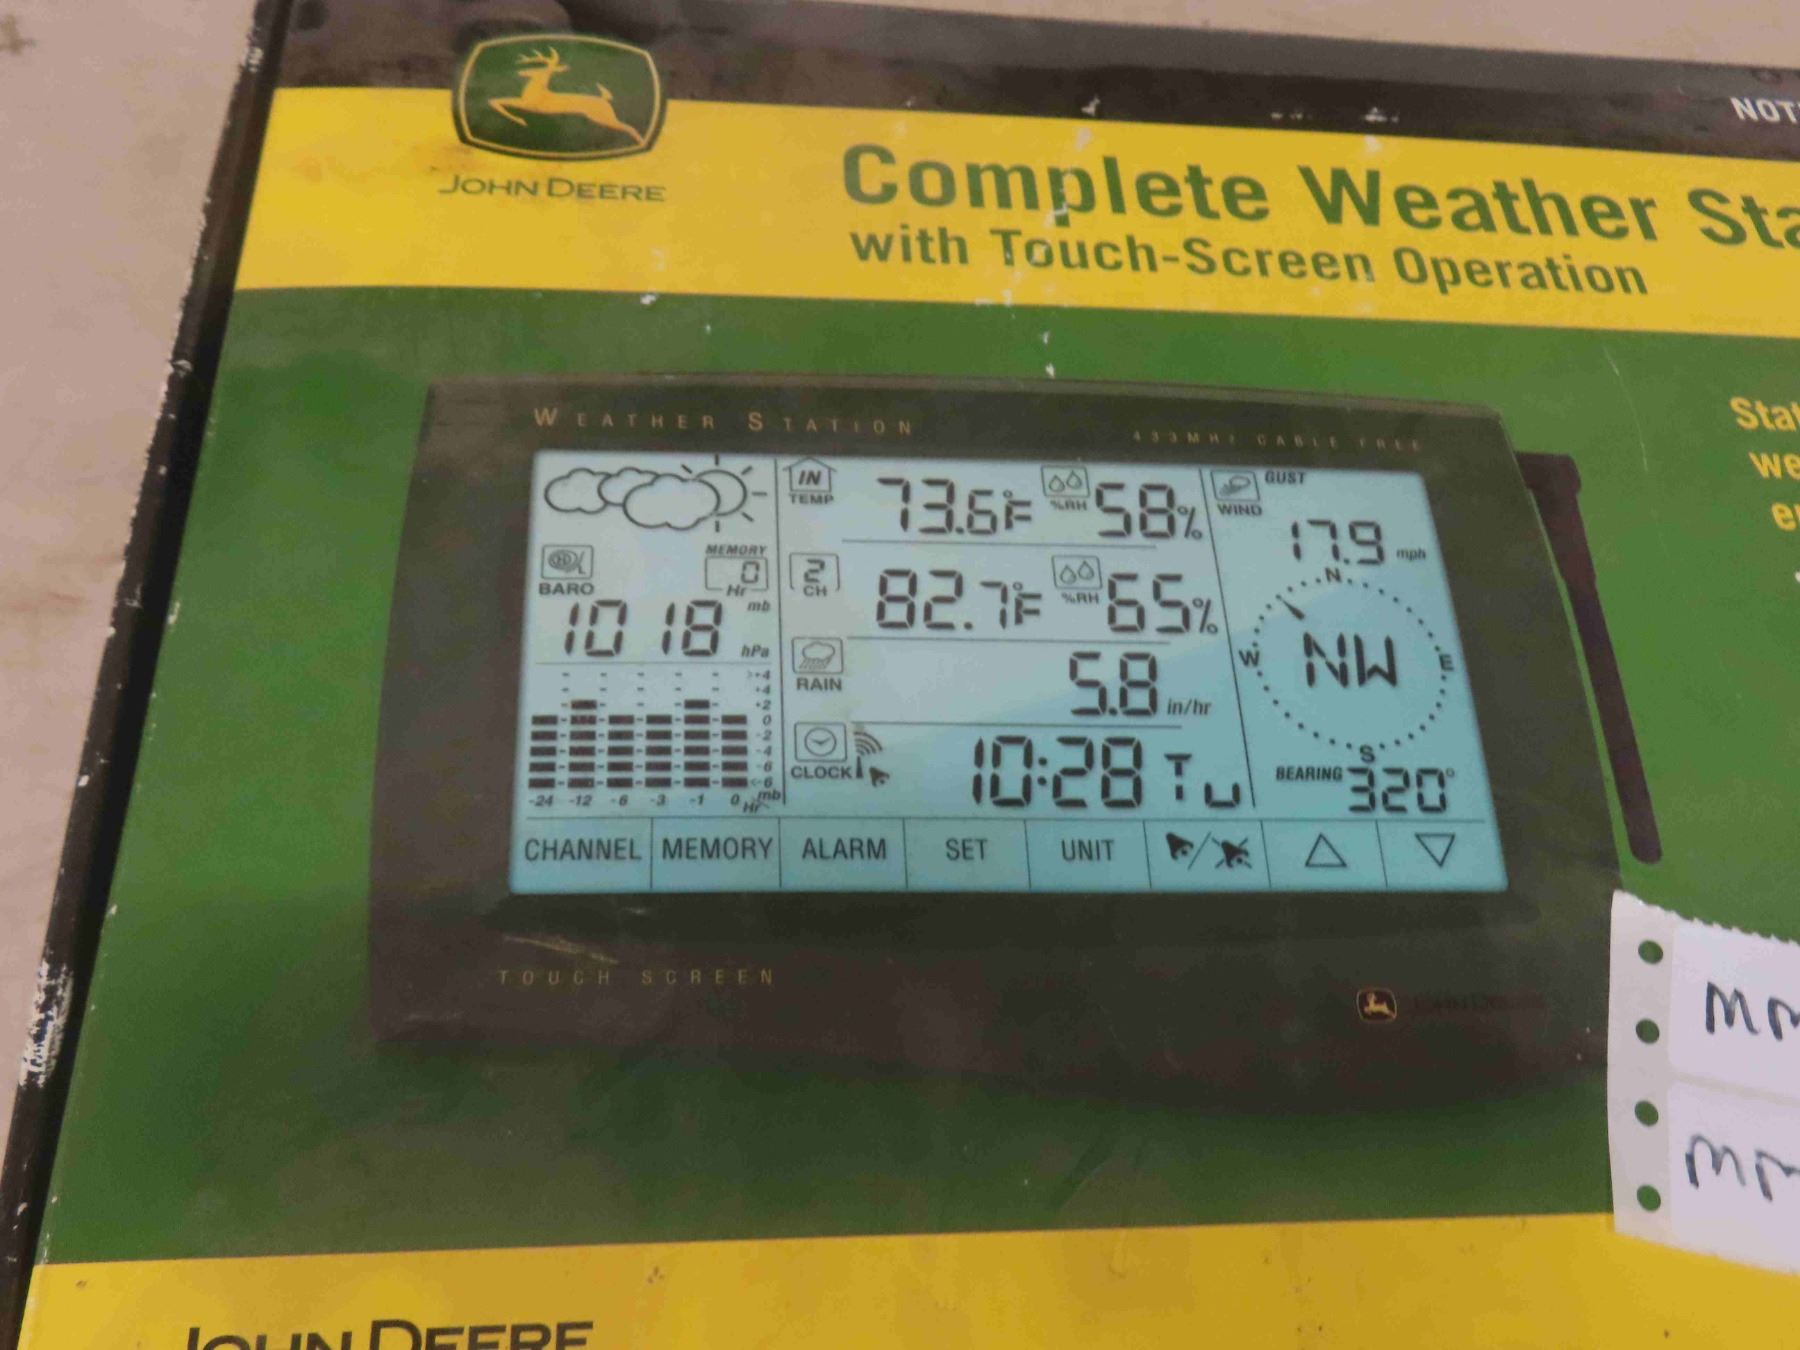 NOT
JOHN DEERE
Complete Weather Sta
with Touch-Screen Operation
Stat
we
WEATHER STATION
433MHz CABLE FREE
IN TEMP 73.6°F %RH 58%
WIND GUST 17.9 mph
BARO MEMORY 0 Hr
1018 mb hPa
2 CH 82.7°F %RH 65%
N
W NW E
S
RAIN 5.8 in/hr
>+4
+4
+2
0
-2
-4
-6
<-6
-24 -12 -6 -3 -1 0 Hr mb
CLOCK 10:28 Tu
BEARING 320°
CHANNEL MEMORY ALARM SET UNIT
TOUCH SCREEN
MM
MM
JOHN DEERE